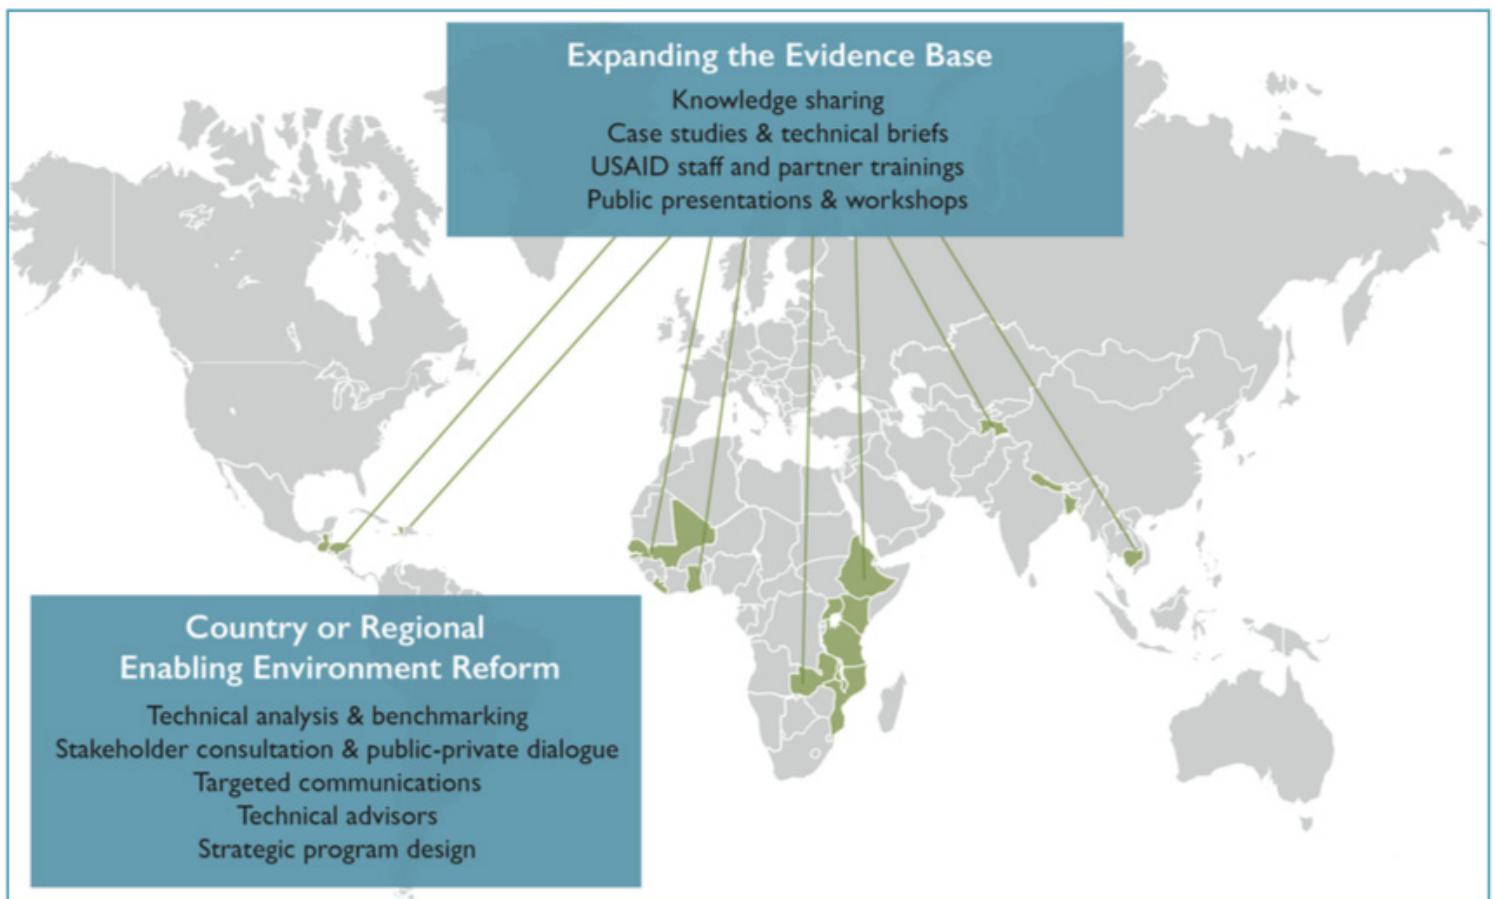 Expanding the Evidence Base
Knowledge sharing
Case studies & technical briefs
USAID staff and partner trainings
Public presentations & workshops
Country or Regional
Enabling Environment Reform
Technical analysis & benchmarking
Stakeholder consultation & public-private dialogue
Targeted communications
Technical advisors
Strategic program design